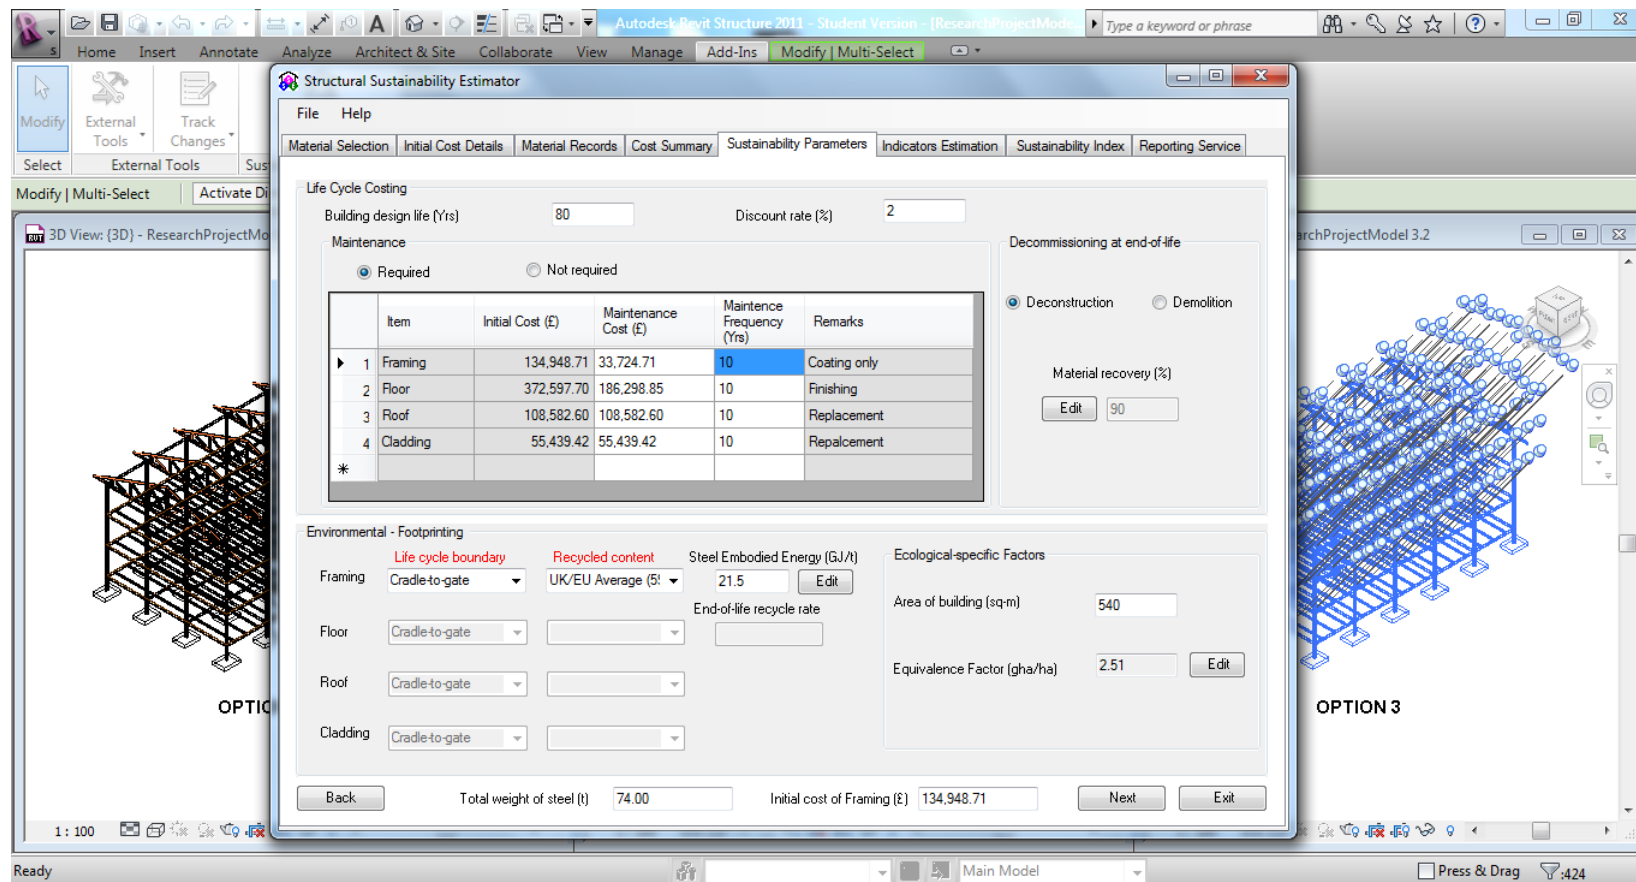 Autodesk Revit Structure 2011 - Student Version - [ResearchProjectMode
Type a keyword or phrase
Home Insert Annotate Analyze Architect & Site Collaborate View Manage Add-Ins Modify | Multi-Select
Modify
External Tools
Track Changes
Select External Tools Sus
Modify | Multi-Select Activate Di
3D View: {3D} - ResearchProjectMo
archProjectModel 3.2
Structural Sustainability Estimator
File Help
Material Selection Initial Cost Details Material Records Cost Summary Sustainability Parameters Indicators Estimation Sustainability Index Reporting Service
Life Cycle Costing
Building design life (Yrs) 80 Discount rate (%) 2
Maintenance
Required Not required
Item Initial Cost (£) Maintenance Cost (£) Maintence Frequency (Yrs) Remarks
1 Framing 134,948.71 33,724.71 10 Coating only
2 Floor 372,597.70 186,298.85 10 Finishing
3 Roof 108,582.60 108,582.60 10 Replacement
4 Cladding 55,439.42 55,439.42 10 Repalcement
Decommissioning at end-of-life
Deconstruction Demolition
Material recovery (%)
Edit 90
Environmental - Footprinting
Life cycle boundary Recycled content Steel Embodied Energy (GJ/t)
Framing Cradle-to-gate UK/EU Average (5 21.5 Edit
End-of-life recycle rate
Floor Cradle-to-gate
Roof Cradle-to-gate
Cladding Cradle-to-gate
Ecological-specific Factors
Area of building (sq-m) 540
Equivalence Factor (gha/ha) 2.51 Edit
Back Total weight of steel (t) 74.00 Initial cost of Framing (£) 134,948.71 Next Exit
OPTIO
OPTION 3
1 : 100
Ready
Main Model
Press & Drag
:424